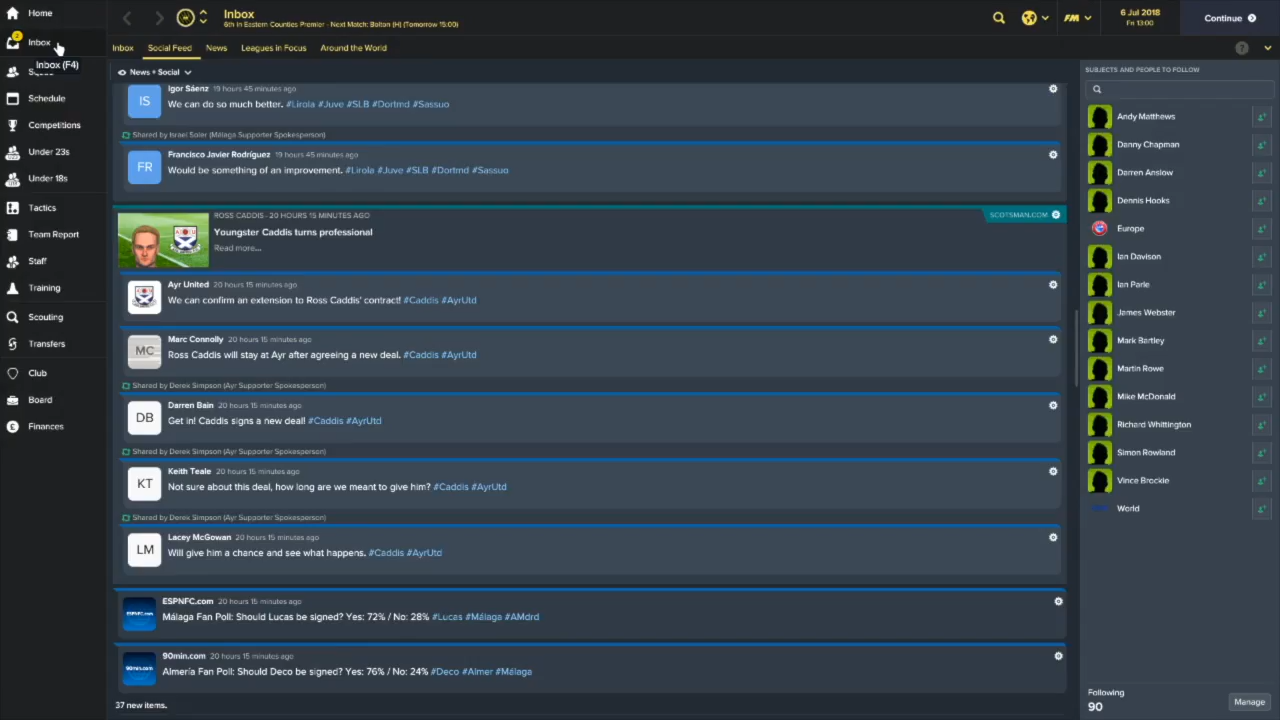 Home
Inbox
6th in Eastern Counties Premier - Next Match: Bolton (H) (Tomorrow 15:00)
FM
6 Jul 2018
Fri 13:00
Continue
2
Inbox
Inbox (F4)
Schedule
Competitions
Under 23s
Under 18s
Tactics
Team Report
Staff
Training
Scouting
Transfers
Club
Board
Finances
Inbox
Social Feed
News
Leagues in Focus
Around the World
?
News + Social
Igor Sáenz 19 hours 45 minutes ago
IS
We can do so much better. #Lirola #Juve #SLB #Dortmd #Sassuo
Shared by Israel Soler (Málaga Supporter Spokesperson)
Francisco Javier Rodríguez 19 hours 45 minutes ago
FR
Would be something of an improvement. #Lirola #Juve #SLB #Dortmd #Sassuo
ROSS CADDIS - 20 HOURS 15 MINUTES AGO
SCOTSMAN.COM
Youngster Caddis turns professional
Read more...
Ayr United 20 hours 15 minutes ago
We can confirm an extension to Ross Caddis' contract! #Caddis #AyrUtd
Marc Connolly 20 hours 15 minutes ago
MC
Ross Caddis will stay at Ayr after agreeing a new deal. #Caddis #AyrUtd
Shared by Derek Simpson (Ayr Supporter Spokesperson)
Darren Bain 20 hours 15 minutes ago
DB
Get in! Caddis signs a new deal! #Caddis #AyrUtd
Shared by Derek Simpson (Ayr Supporter Spokesperson)
Keith Teale 20 hours 15 minutes ago
KT
Not sure about this deal, how long are we meant to give him? #Caddis #AyrUtd
Shared by Derek Simpson (Ayr Supporter Spokesperson)
Lacey McGowan 20 hours 15 minutes ago
LM
Will give him a chance and see what happens. #Caddis #AyrUtd
ESPNFC.com 20 hours 15 minutes ago
ESPNFC.com
Málaga Fan Poll: Should Lucas be signed? Yes: 72% / No: 28% #Lucas #Málaga #AMdrd
90min.com 20 hours 15 minutes ago
90min.com
Almería Fan Poll: Should Deco be signed? Yes: 76% / No: 24% #Deco #Almer #Málaga
37 new items.
SUBJECTS AND PEOPLE TO FOLLOW
Andy Matthews
Danny Chapman
Darren Anslow
Dennis Hooks
Europe
Ian Davison
Ian Parle
James Webster
Mark Bartley
Martin Rowe
Mike McDonald
Richard Whittington
Simon Rowland
Vince Brockie
World
Following
90
Manage